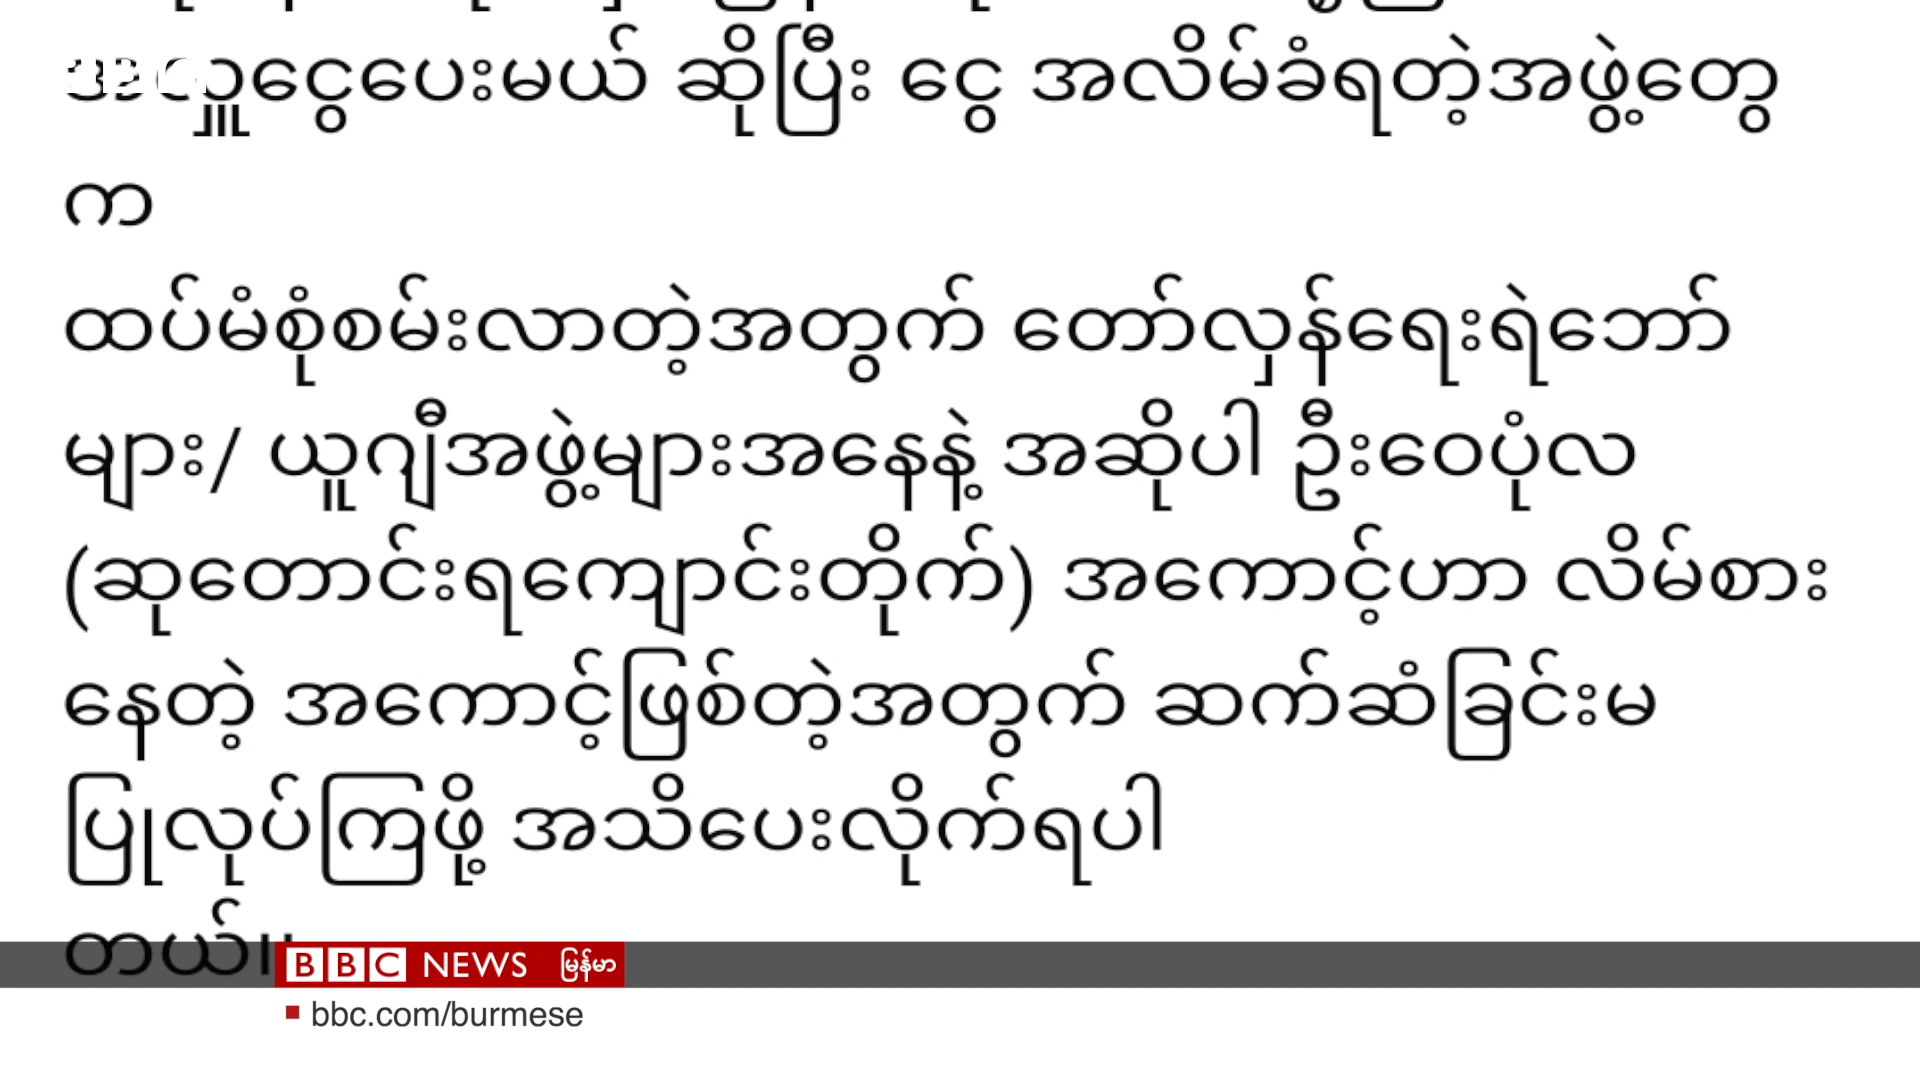 အလှူငွေပေးမယ် ဆိုပြီး ငွေ အလိမ်ခံရတဲ့အဖွဲ့တွေ
က
ထပ်မံစုံစမ်းလာတဲ့အတွက် တော်လှန်ရေးရဲဘော်
များ/ ယူဂျီအဖွဲ့များအနေနဲ့ အဆိုပါ ဦးဝေပုံလ
(ဆုတောင်းရကျောင်းတိုက်) အကောင့်ဟာ လိမ်စား
နေတဲ့ အကောင့်ဖြစ်တဲ့အတွက် ဆက်ဆံခြင်းမ
ပြုလုပ်ကြဖို့ အသိပေးလိုက်ရပါ
တယ်။
BBC NEWS မြန်မာ
bbc.com/burmese